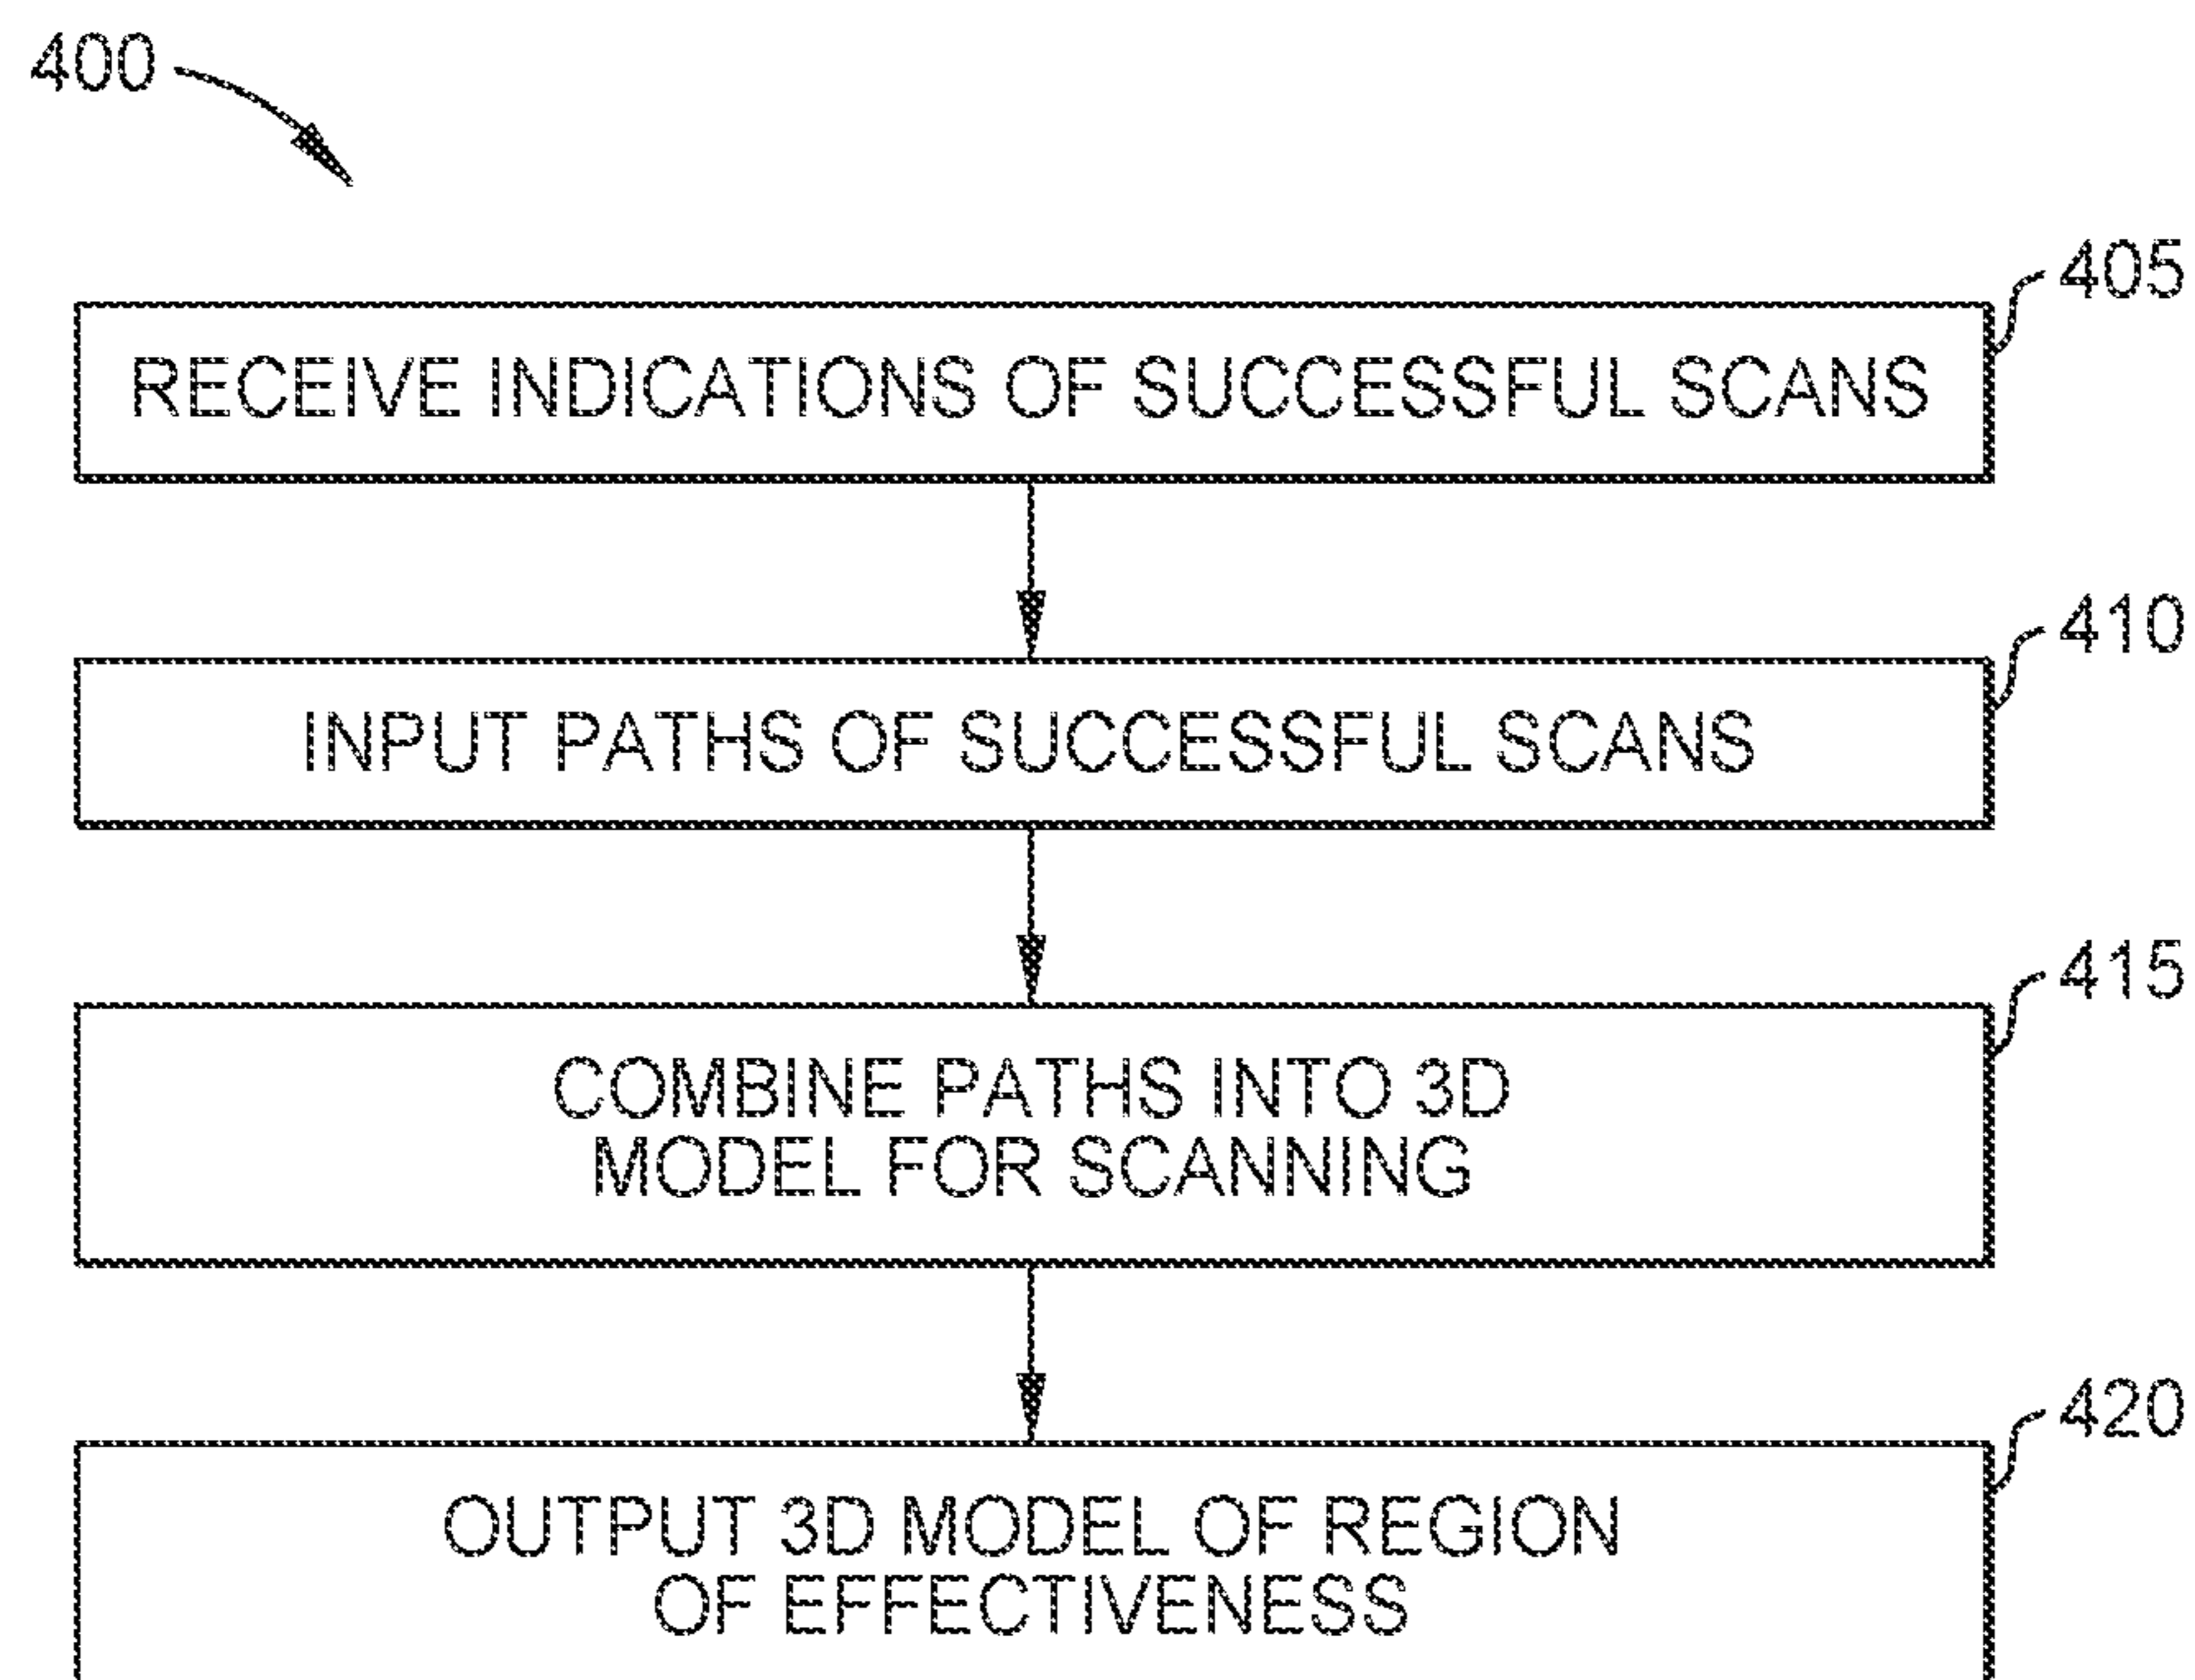 400
405
RECEIVE INDICATIONS OF SUCCESSFUL SCANS
410
INPUT PATHS OF SUCCESSFUL SCANS
415
COMBINE PATHS INTO 3D
MODEL FOR SCANNING
420
OUTPUT 3D MODEL OF REGION
OF EFFECTIVENESS